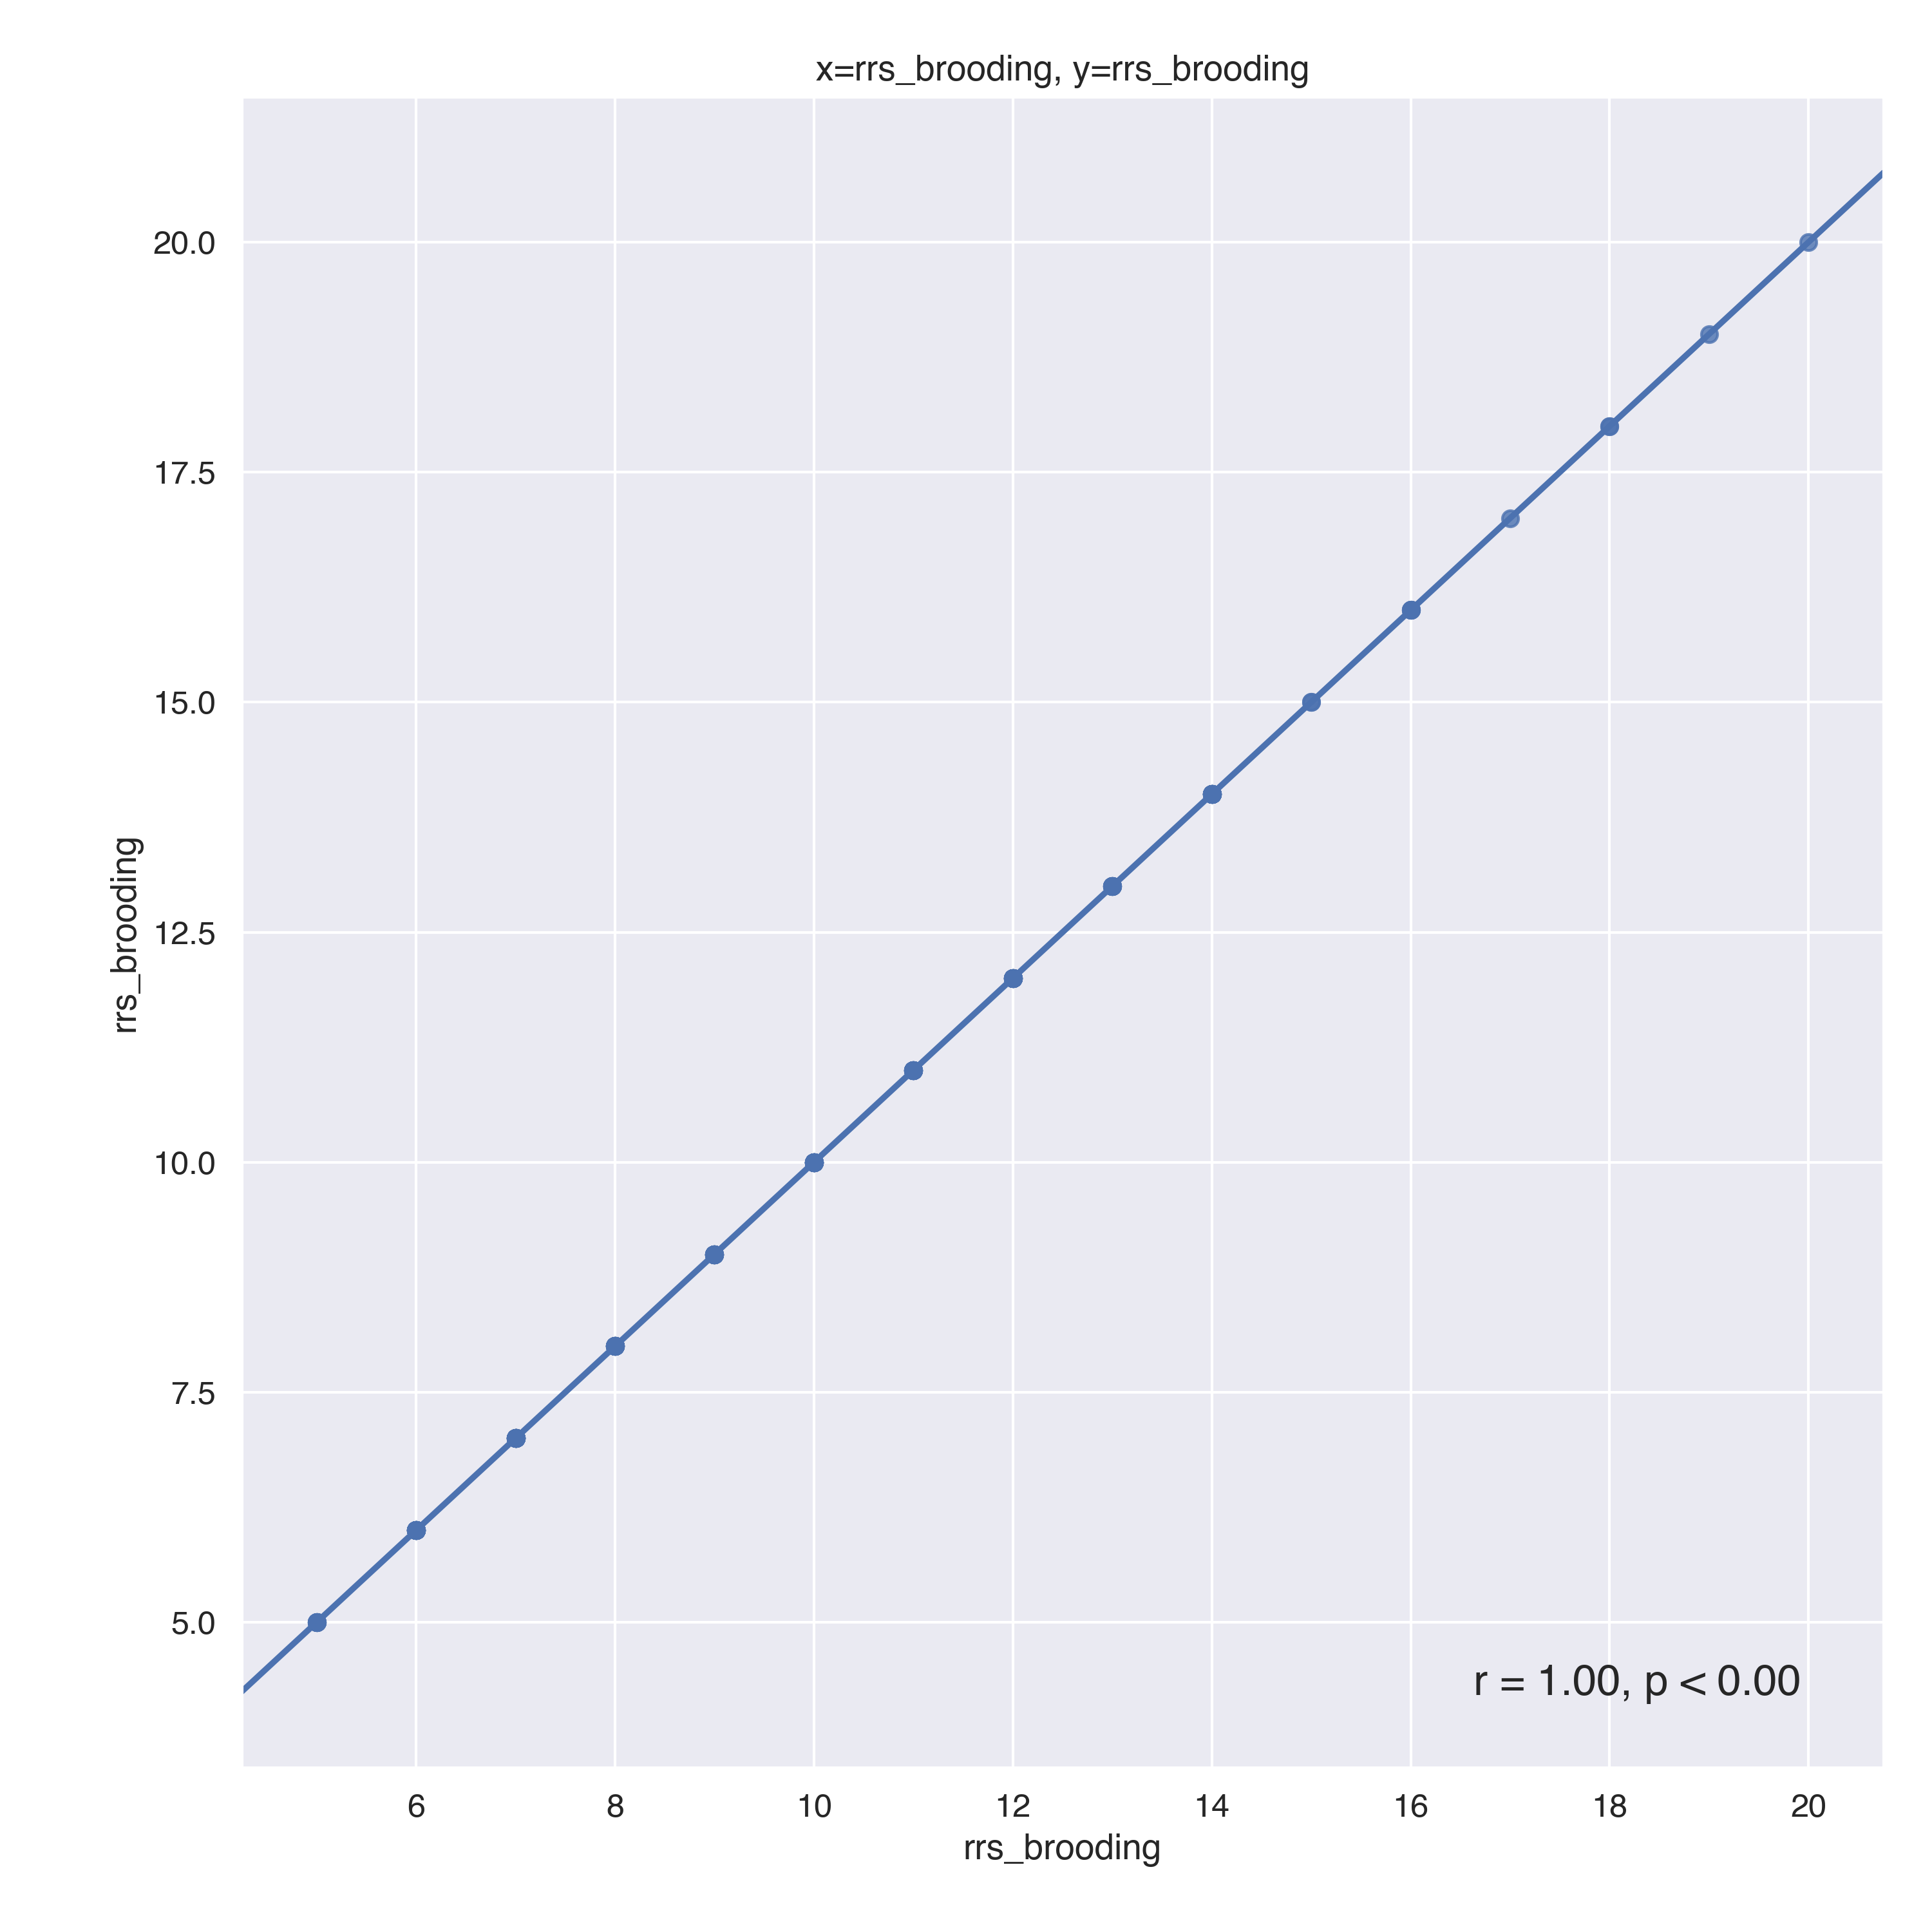 x=rrs_brooding, y=rrs_brooding
20.0
17.5
15.0
12.5
10.0
7.5
5.0
rrs_brooding
r = 1.00, p < 0.00
6 8 10 12 14 16 18 20
rrs_brooding